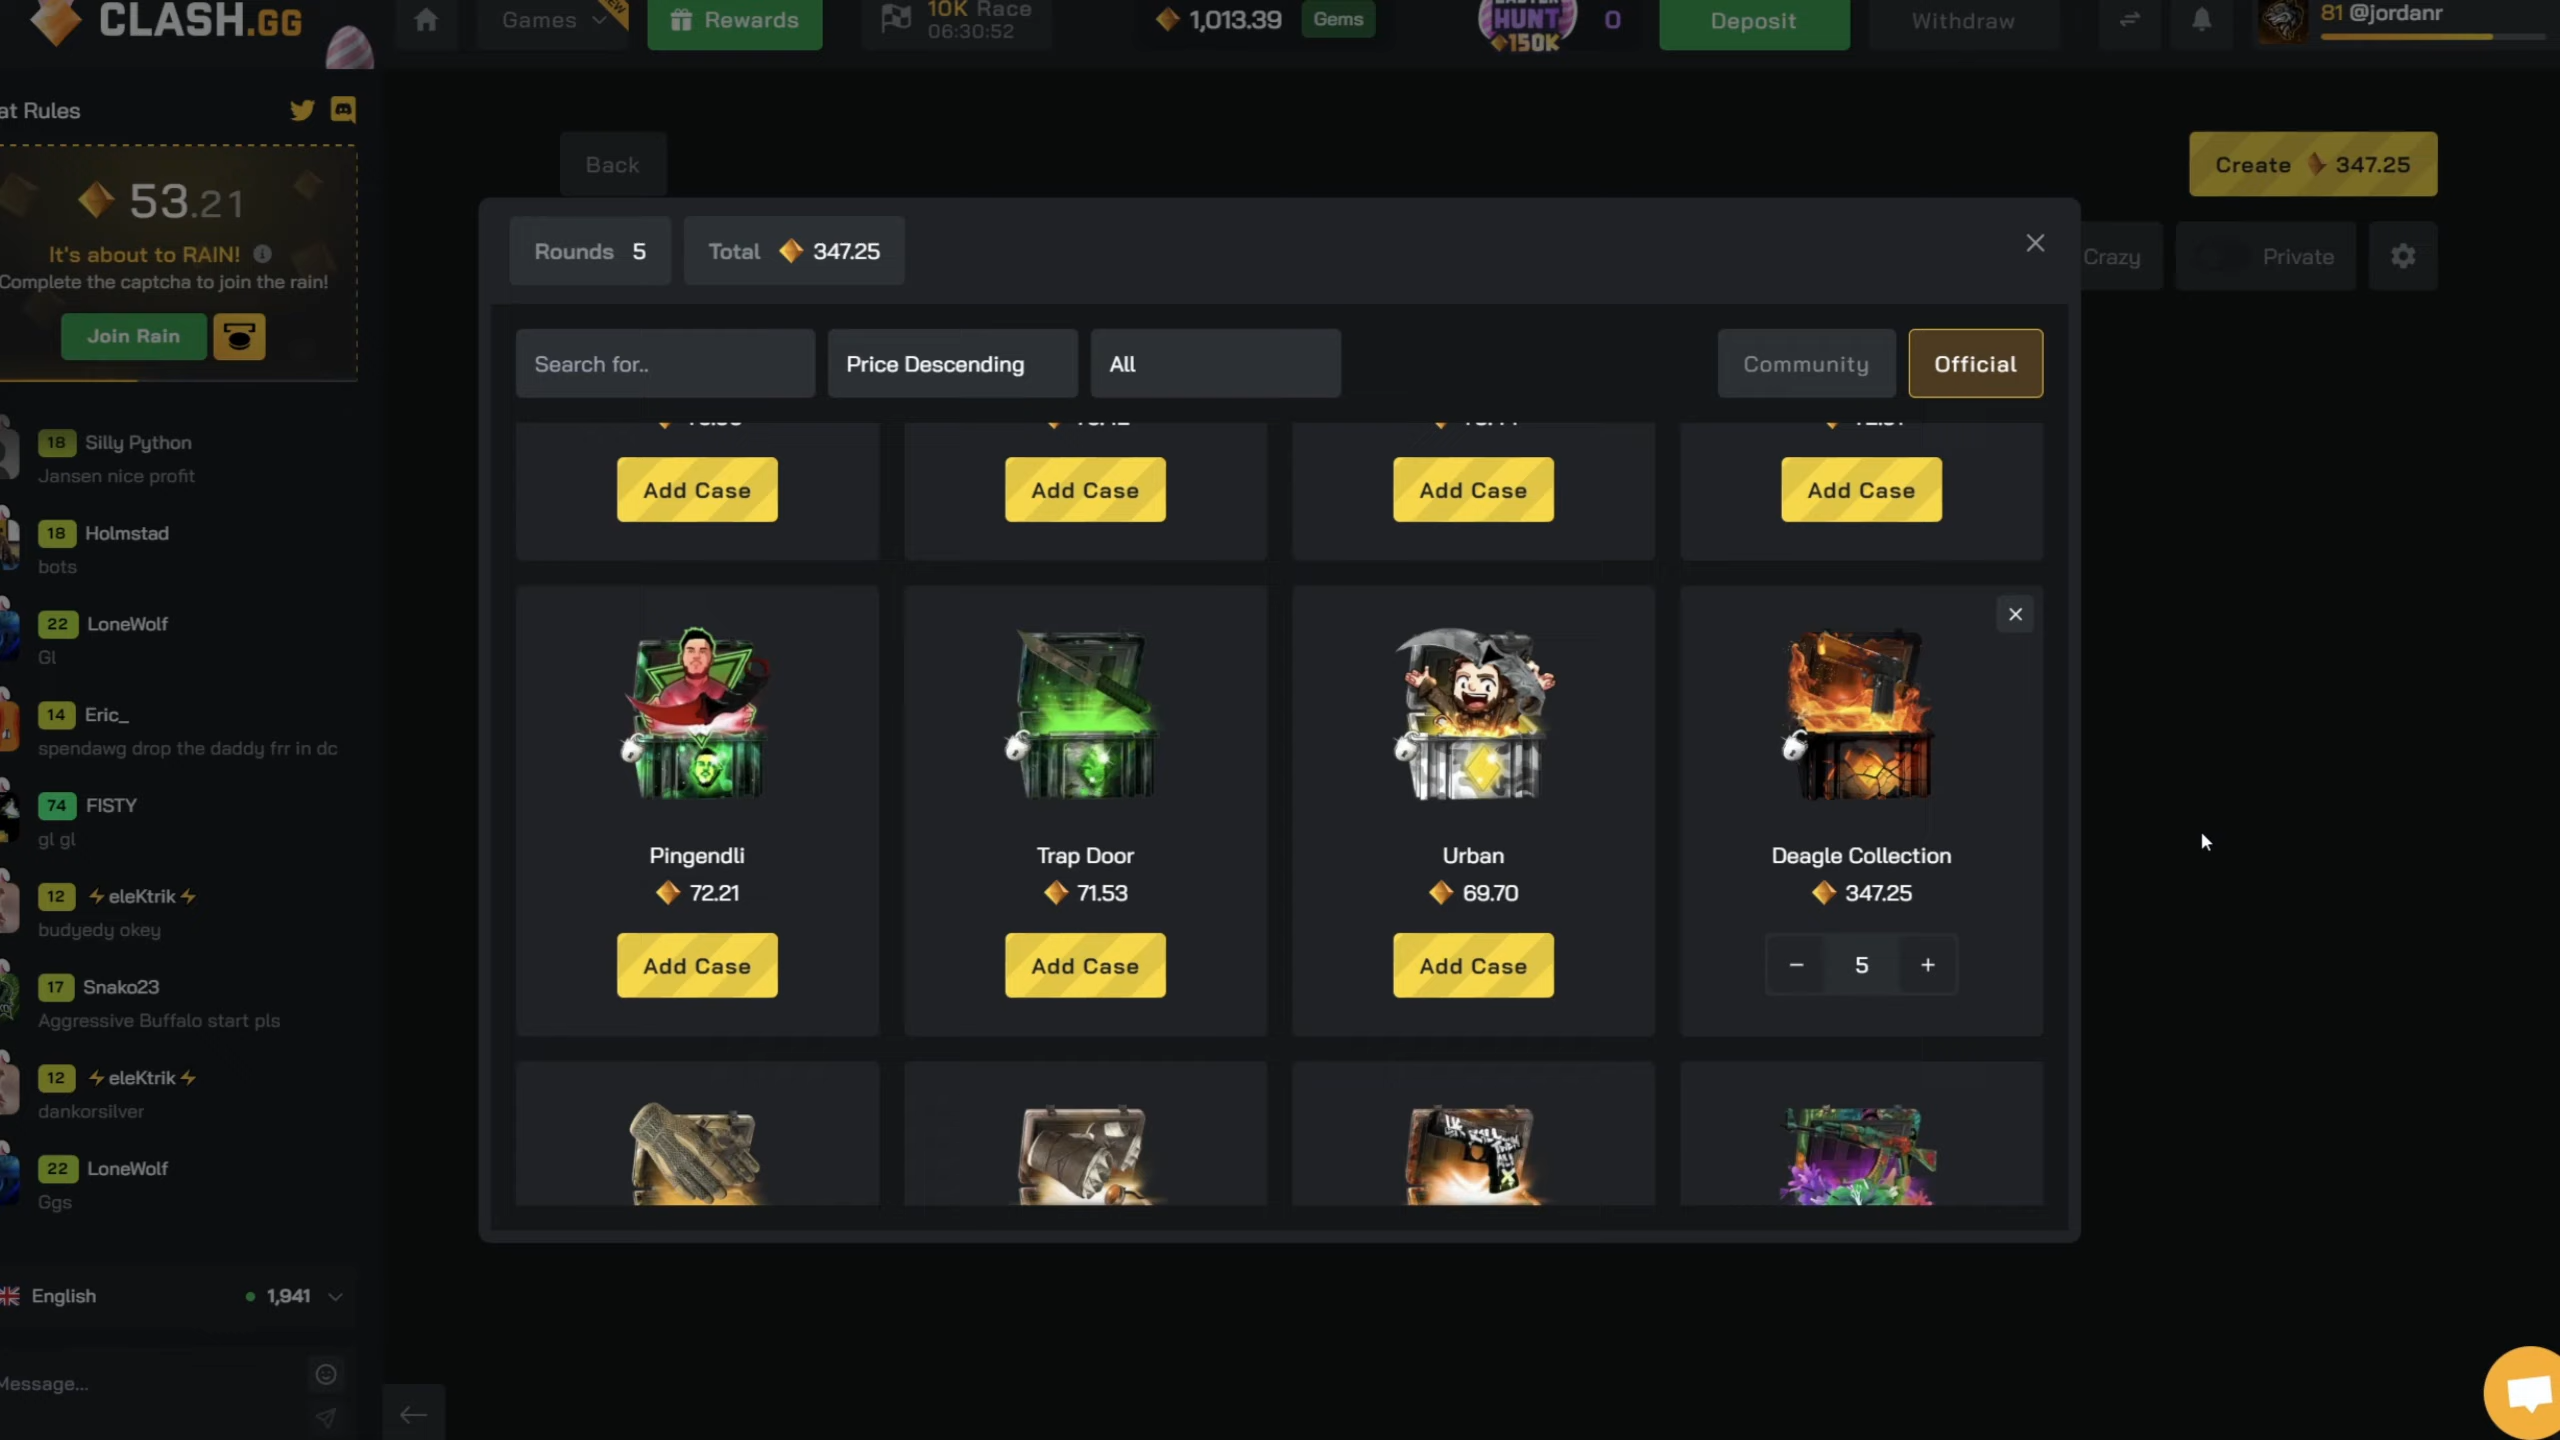 CLASH.GG
Games
NEW
Rewards
10K Race
06:30:52
1,013.39
Gems
HUNT
150K
0
Deposit
Withdraw
81 @jordanr
at Rules
53.21
It's about to RAIN!
Complete the captcha to join the rain!
Join Rain
18 Silly Python
Jansen nice profit
18 Holmstad
bots
22 LoneWolf
Gl
14 Eric_
spendawg drop the daddy frr in dc
74 FISTY
gl gl
12 ⚡eleKtrik⚡
budyedy okey
17 Snako23
Aggressive Buffalo start pls
12 ⚡eleKtrik⚡
dankorsilver
22 LoneWolf
Ggs
English
1,941
Message...
Back
Create 347.25
Crazy
Private
Rounds 5
Total 347.25
Search for..
Price Descending
All
Community
Official
Add Case
Add Case
Add Case
Add Case
Pingendli
72.21
Add Case
Trap Door
71.53
Add Case
Urban
69.70
Add Case
Deagle Collection
347.25
− 5 +